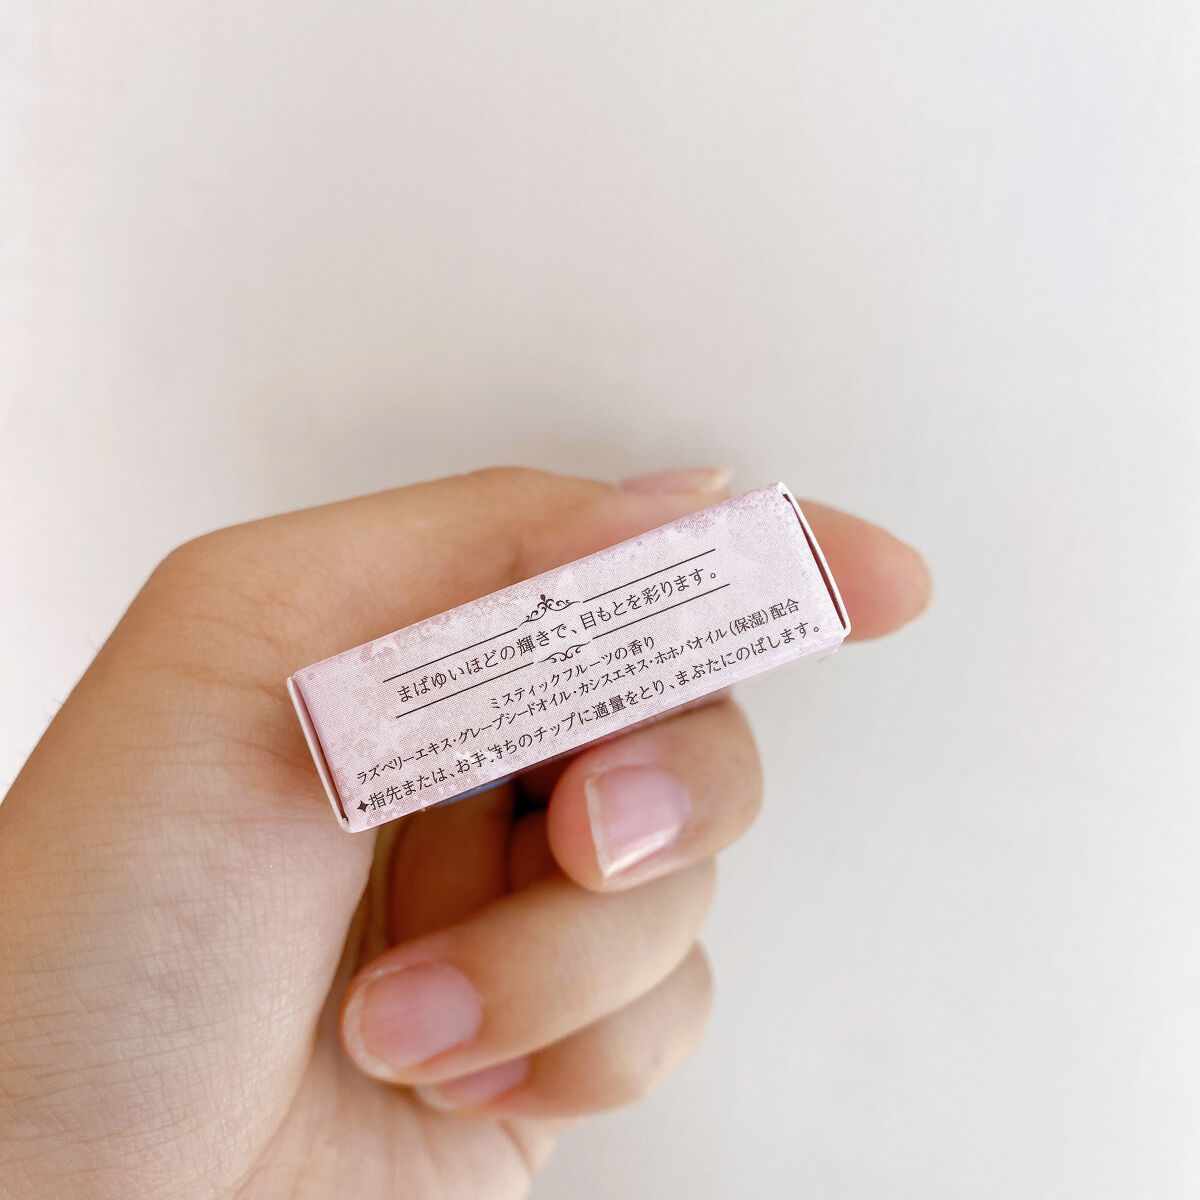 まばゆいほどの輝きで、目もとを彩ります。
ミスティックフルーツの香り
ラズベリーエキス・グレープシードオイル・カシスエキス・ホホバオイル（保湿）配合
✦指先または、お手持ちのチップに適量をとり、まぶたにのばします。